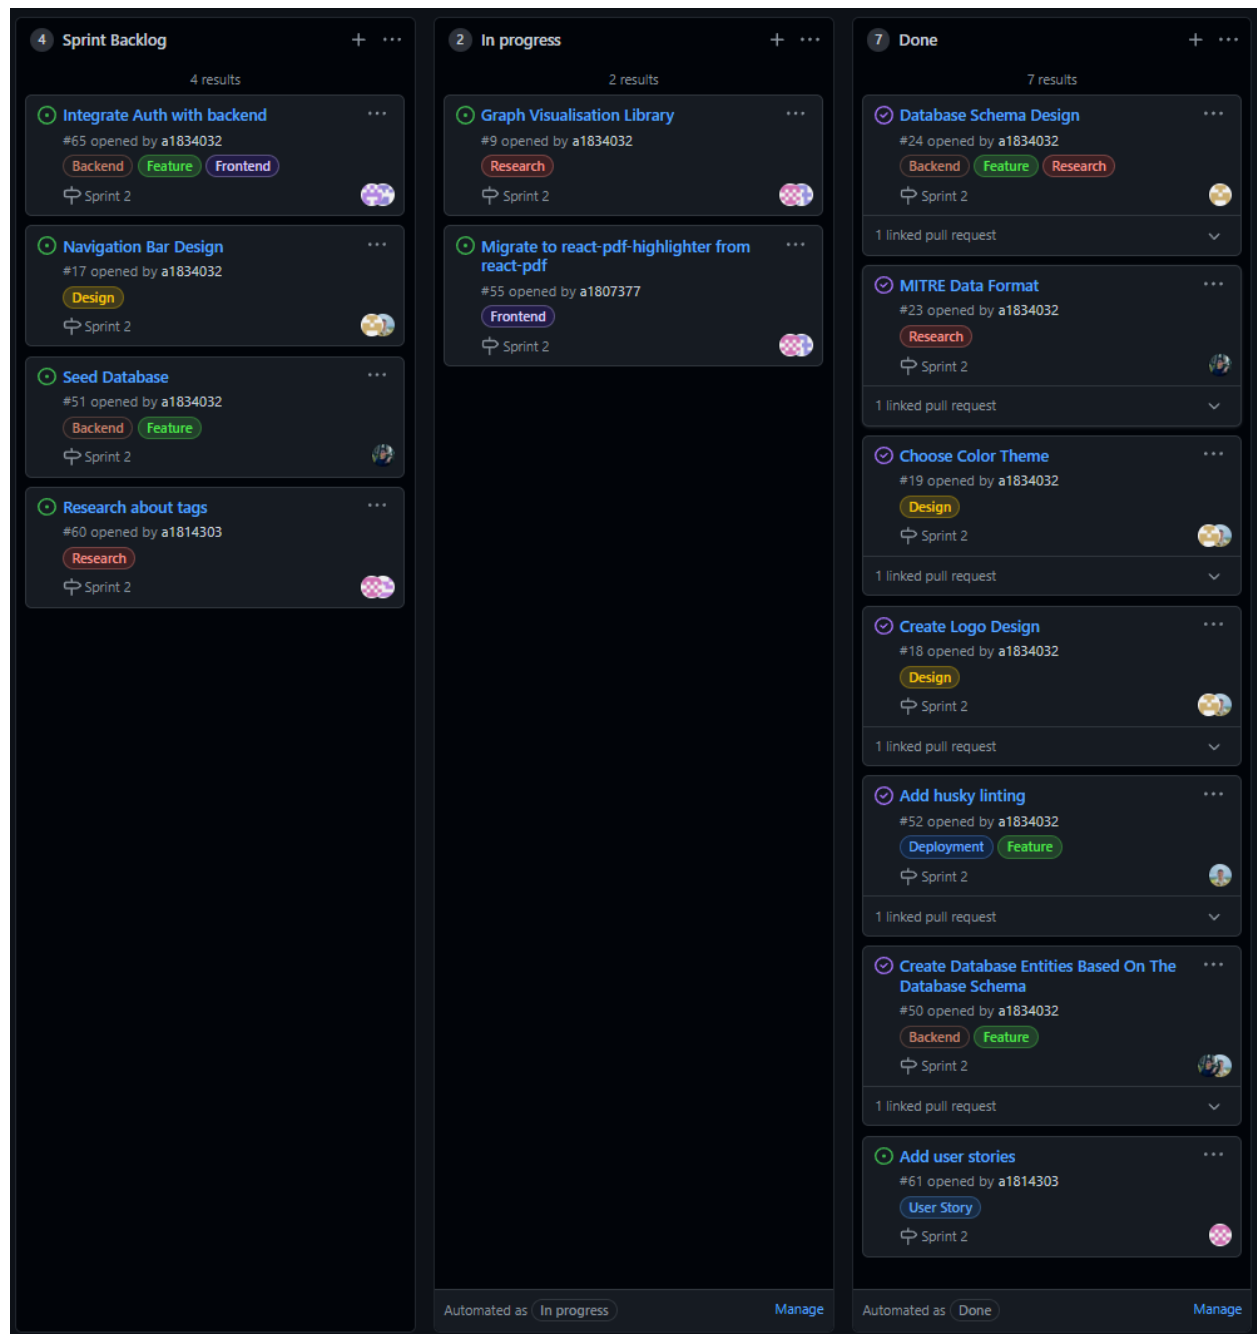 4 Sprint Backlog
4 results
Integrate Auth with backend
#65 opened by a1834032
Backend Feature Frontend
Sprint 2
Navigation Bar Design
#17 opened by a1834032
Design
Sprint 2
Seed Database
#51 opened by a1834032
Backend Feature
Sprint 2
Research about tags
#60 opened by a1814303
Research
Sprint 2
2 In progress
2 results
Graph Visualisation Library
#9 opened by a1834032
Research
Sprint 2
Migrate to react-pdf-highlighter from
react-pdf
#55 opened by a1807377
Frontend
Sprint 2
Automated as In progress Manage
7 Done
7 results
Database Schema Design
#24 opened by a1834032
Backend Feature Research
Sprint 2
1 linked pull request
MITRE Data Format
#23 opened by a1834032
Research
Sprint 2
1 linked pull request
Choose Color Theme
#19 opened by a1834032
Design
Sprint 2
1 linked pull request
Create Logo Design
#18 opened by a1834032
Design
Sprint 2
1 linked pull request
Add husky linting
#52 opened by a1834032
Deployment Feature
Sprint 2
1 linked pull request
Create Database Entities Based On The
Database Schema
#50 opened by a1834032
Backend Feature
Sprint 2
1 linked pull request
Add user stories
#61 opened by a1814303
User Story
Sprint 2
Automated as Done Manage